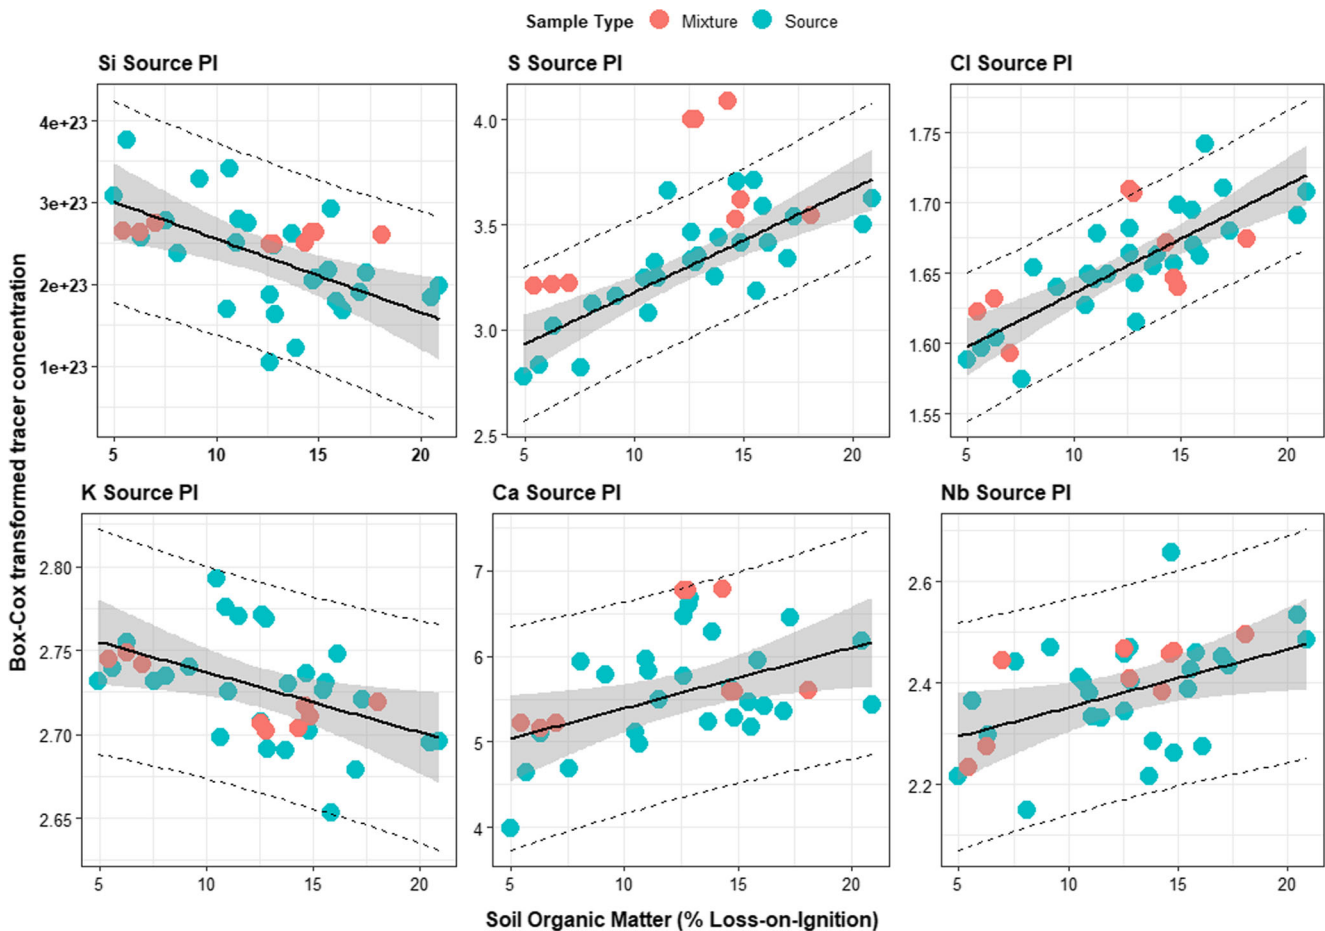 Sample Type Mixture Source
Si Source PI
S Source PI
Cl Source PI
4e+23
3e+23
2e+23
1e+23
5 10 15 20
4.0
3.5
3.0
2.5
5 10 15 20
1.75
1.70
1.65
1.60
1.55
5 10 15 20
Box-Cox transformed tracer concentration
K Source PI
Ca Source PI
Nb Source PI
2.80
2.75
2.70
2.65
5 10 15 20
7
6
5
4
5 10 15 20
2.6
2.4
2.2
5 10 15 20
Soil Organic Matter (% Loss-on-Ignition)